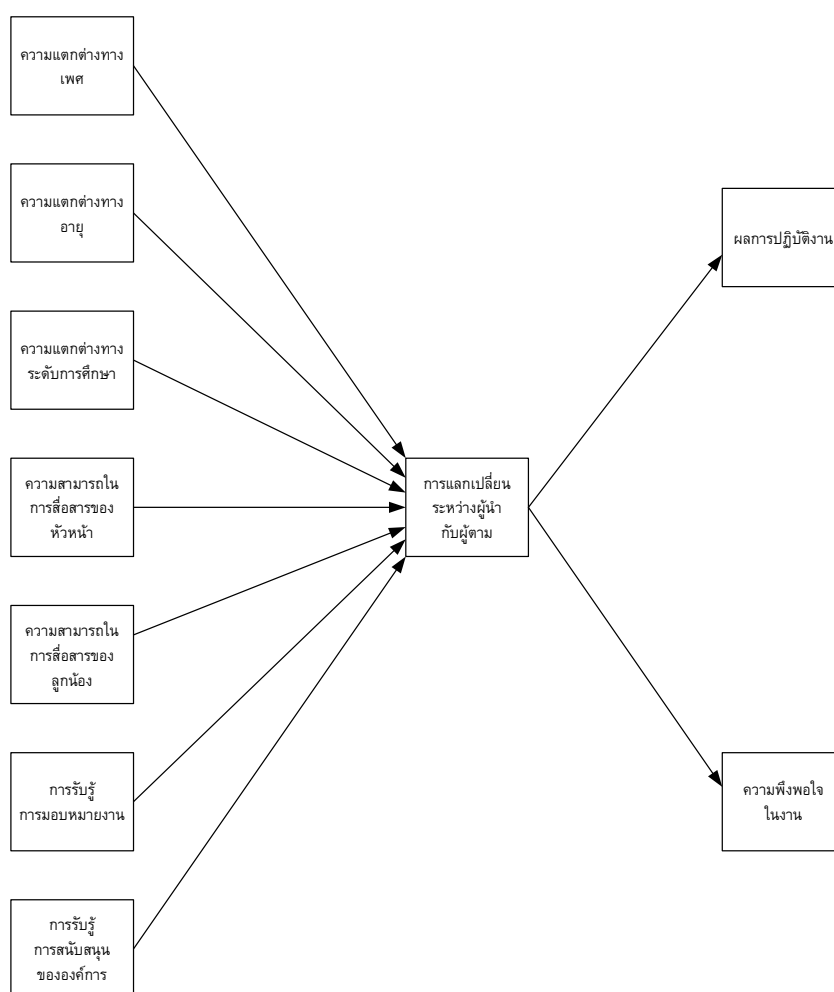 ความแตกต่างทาง
เพศ
ความแตกต่างทาง
อายุ
ความแตกต่างทาง
ระดับการศึกษา
ความสามารถใน
การสื่อสารของ
หัวหน้า
ความสามารถใน
การสื่อสารของ
ลูกน้อง
การรับรู้
การมอบหมายงาน
การรับรู้
การสนับสนุน
ขององค์การ
การแลกเปลี่ยน
ระหว่างผู้นำ
กับผู้ตาม
ผลการปฏิบัติงาน
ความพึงพอใจ
ในงาน